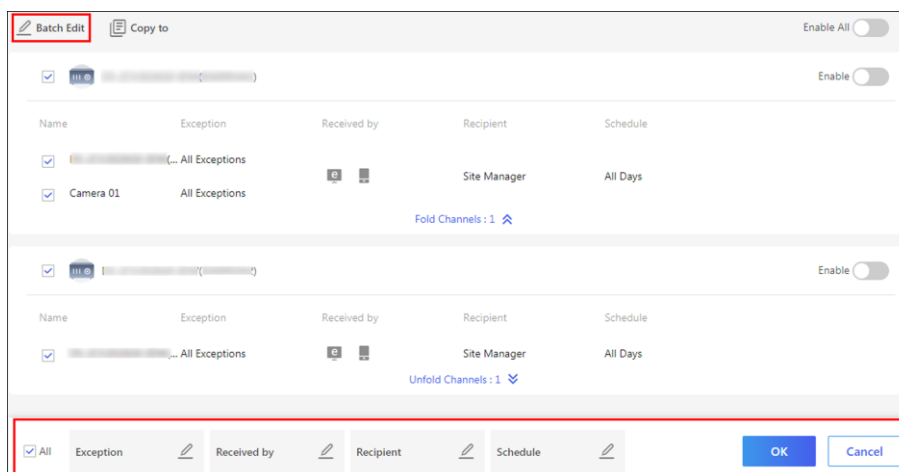 Batch Edit Copy to Enable All
Enable
Name Exception Received by Recipient Schedule
(... All Exceptions
Camera 01 All Exceptions
Site Manager All Days
Fold Channels : 1
Enable
Name Exception Received by Recipient Schedule
... All Exceptions Site Manager All Days
Unfold Channels : 1
All Exception Received by Recipient Schedule OK Cancel